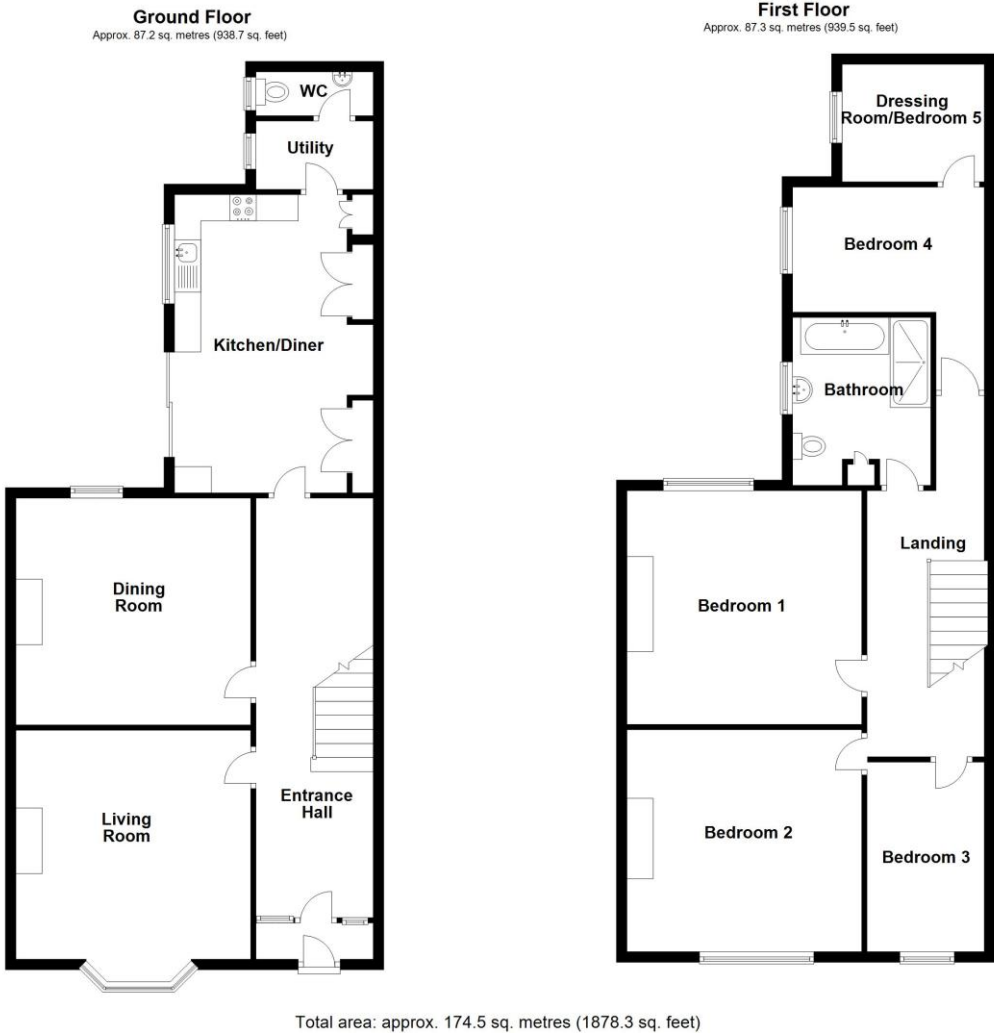 Ground Floor
Approx. 87.2 sq. metres (938.7 sq. feet)
WC
Utility
Kitchen/Diner
Dining
Room
Living
Room
Entrance
Hall
First Floor
Approx. 87.3 sq. metres (939.5 sq. feet)
Dressing
Room/Bedroom 5
Bedroom 4
Bathroom
Landing
Bedroom 1
Bedroom 2
Bedroom 3
Total area: approx. 174.5 sq. metres (1878.3 sq. feet)